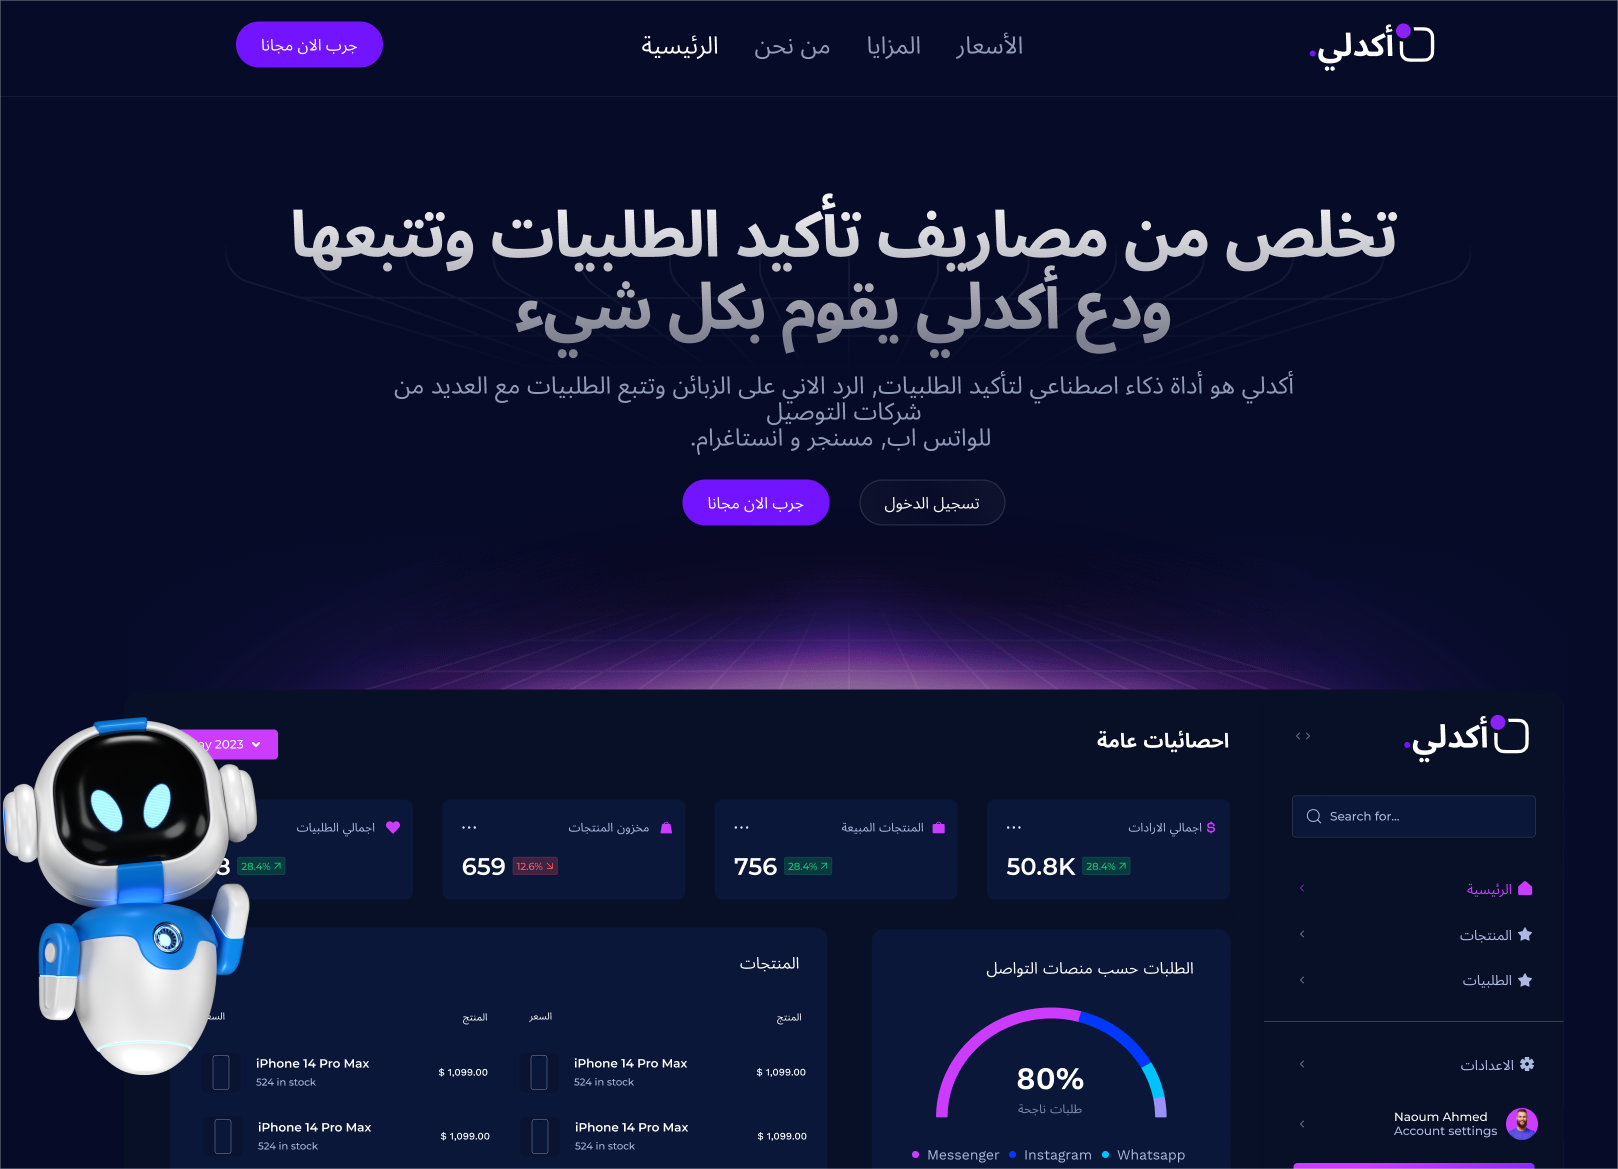 أكدلي.
الأسعار
المزايا
من نحن
الرئيسية
جرب الان مجانا
تخلص من مصاريف تأكيد الطلبيات وتتبعها
ودع أكدلي يقوم بكل شيء
أكدلي هو أداة ذكاء اصطناعي لتأكيد الطلبيات, الرد الاني على الزبائن وتتبع الطلبيات مع العديد من
شركات التوصيل
للواتس اب, مسنجر و انستاغرام.
تسجيل الدخول
جرب الان مجانا
أكدلي.
Search for...
الرئيسية
المنتجات
الطلبيات
الاعدادات
Naoum Ahmed
Account settings
احصائيات عامة
2023
اجمالي الارادات
50.8K 28.4%
المنتجات المبيعة
756 28.4%
مخزون المنتجات
659 12.6%
اجمالي الطلبيات
28.4%
الطلبات حسب منصات التواصل
80%
طلبات ناجحة
Messenger Instagram Whatsapp
المنتجات
المنتج السعر المنتج
iPhone 14 Pro Max
524 in stock
$ 1,099.00
iPhone 14 Pro Max
524 in stock
$ 1,099.00
iPhone 14 Pro Max
524 in stock
$ 1,099.00
iPhone 14 Pro Max
524 in stock
$ 1,099.00